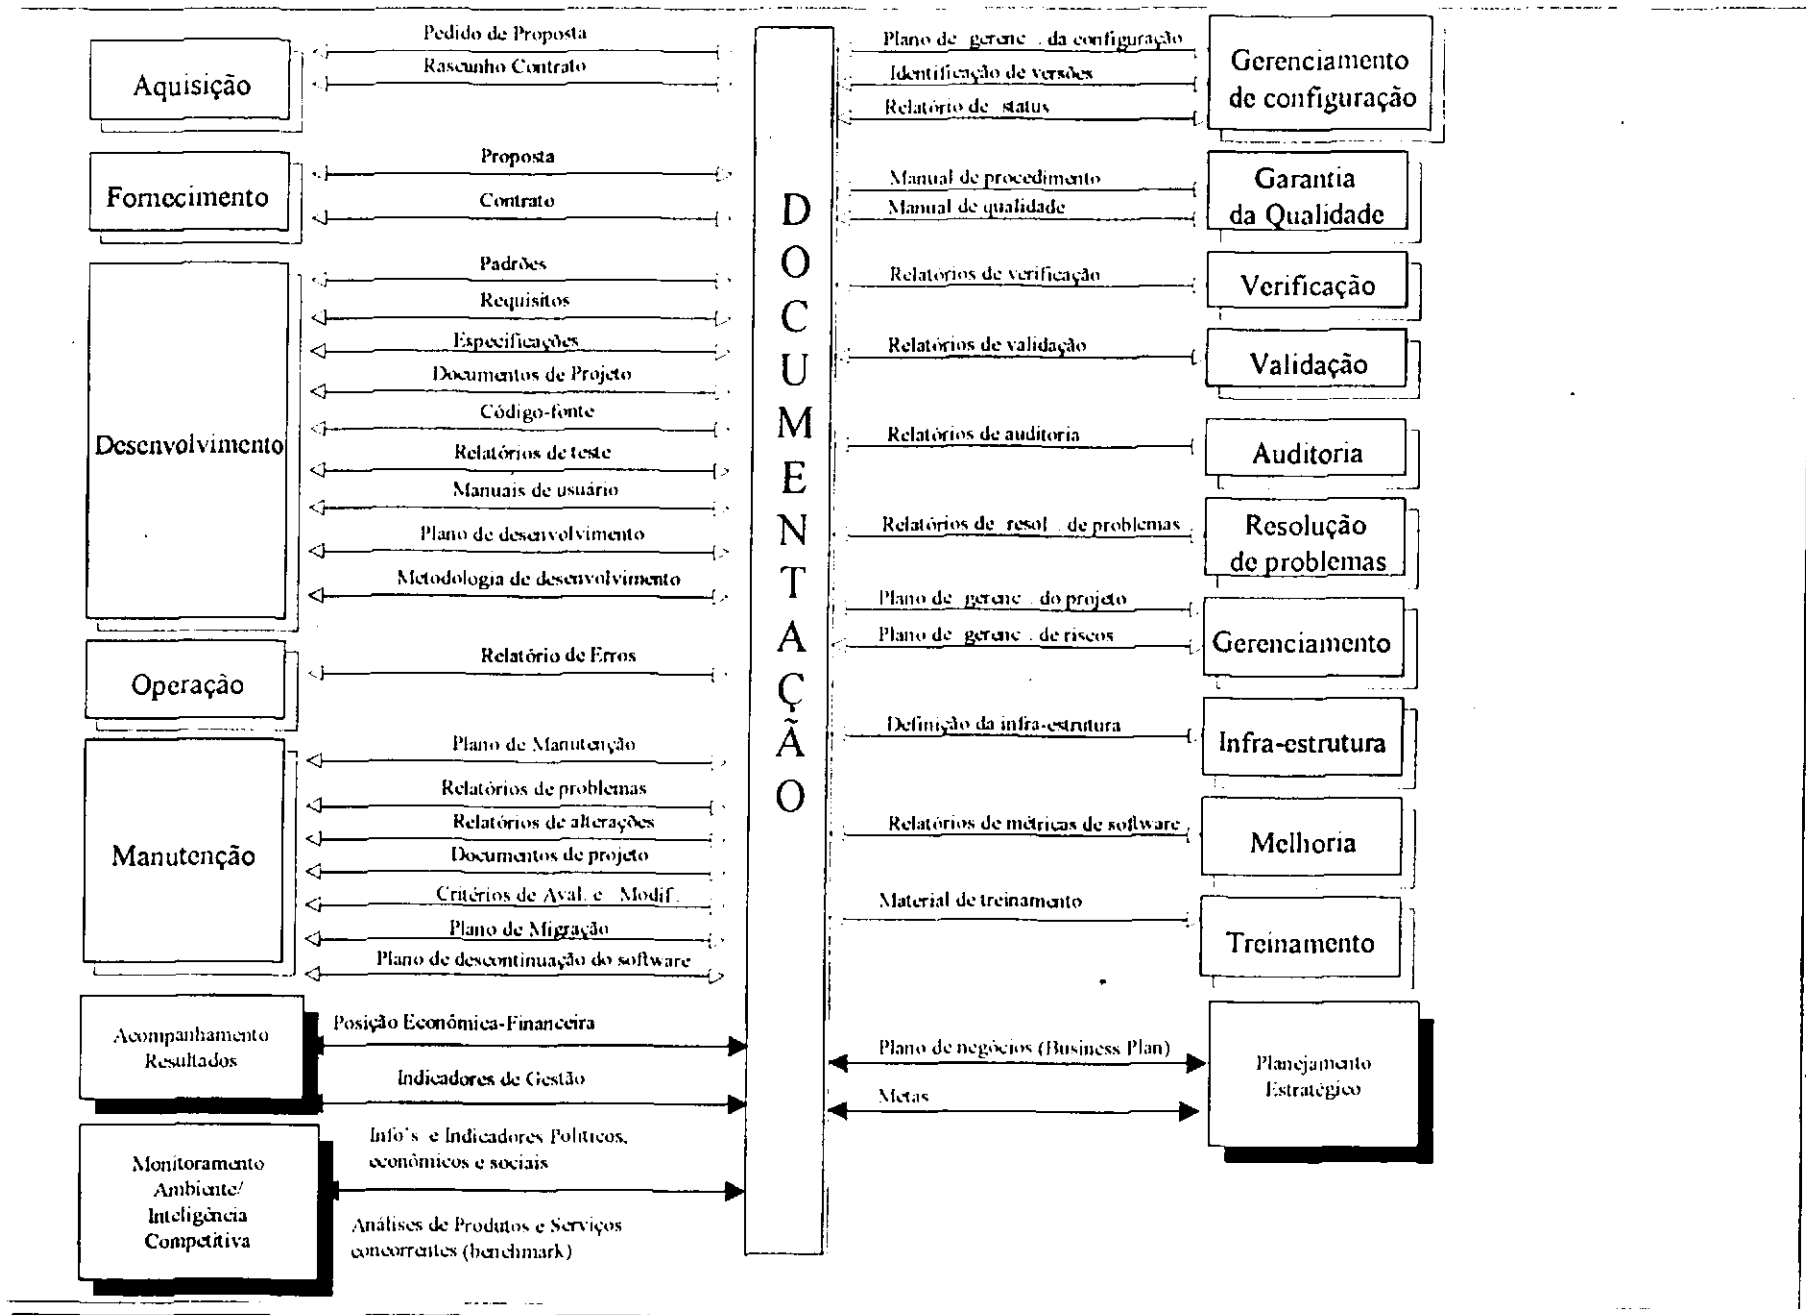 Pedido de Proposta
Rascunho Contrato
Aquisição
Proposta
Contrato
Fornecimento
Padrões
Requisitos
Especificações
Documentos de Projeto
Código-fonte
Relatórios de teste
Manuais de usuário
Plano de desenvolvimento
Metodologia de desenvolvimento
Desenvolvimento
Relatório de Erros
Operação
Plano de Manutenção
Relatórios de problemas
Relatórios de alterações
Documentos de projeto
Critérios de Aval. e Modif.
Plano de Migração
Plano de descontinuação do software
Manutenção
Acompanhamento
Resultados
Posição Econômica-Financeira
Indicadores de Gestão
Monitoramento
Ambiente/
Inteligência
Competitiva
Info's e Indicadores Políticos,
econômicos e sociais
Análises de Produtos e Serviços
concorrentes (benchmark)
DOCUMENTAÇÃO
Plano de gerenc. da configuração
Identificação de versões
Relatório de status
Gerenciamento
de configuração
Manual de procedimento
Manual de qualidade
Garantia
da Qualidade
Relatórios de verificação
Verificação
Relatórios de validação
Validação
Relatórios de auditoria
Auditoria
Relatórios de resol. de problemas
Resolução
de problemas
Plano de gerenc. do projeto
Plano de gerenc. de riscos
Gerenciamento
Definição da infra-estrutura
Infra-estrutura
Relatórios de métricas de software
Melhoria
Material de treinamento
Treinamento
Plano de negócios (Business Plan)
Metas
Planejamento
Estratégico